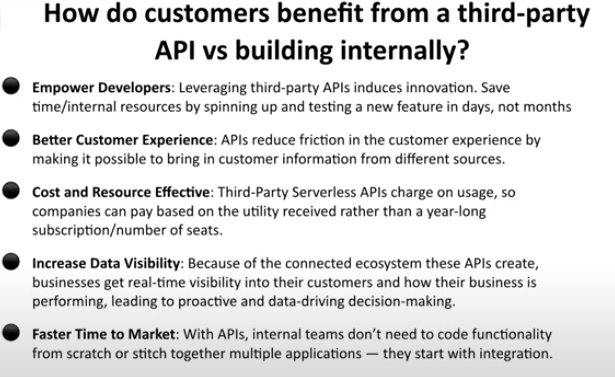 How do customers benefit from a third-party
API vs building internally?
Empower Developers: Leveraging third-party APIs induces innovation. Save
time/internal resources by spinning up and testing a new feature in days, not months
Better Customer Experience: APIs reduce friction in the customer experience by
making it possible to bring in customer information from different sources.
Cost and Resource Effective: Third-Party Serverless APIs charge on usage, so
companies can pay based on the utility received rather than a year-long
subscription/number of seats.
Increase Data Visibility: Because of the connected ecosystem these APIs create,
businesses get real-time visibility into their customers and how their business is
performing, leading to proactive and data-driving decision-making.
Faster Time to Market: With APIs, internal teams don’t need to code functionality
from scratch or stitch together multiple applications — they start with integration.